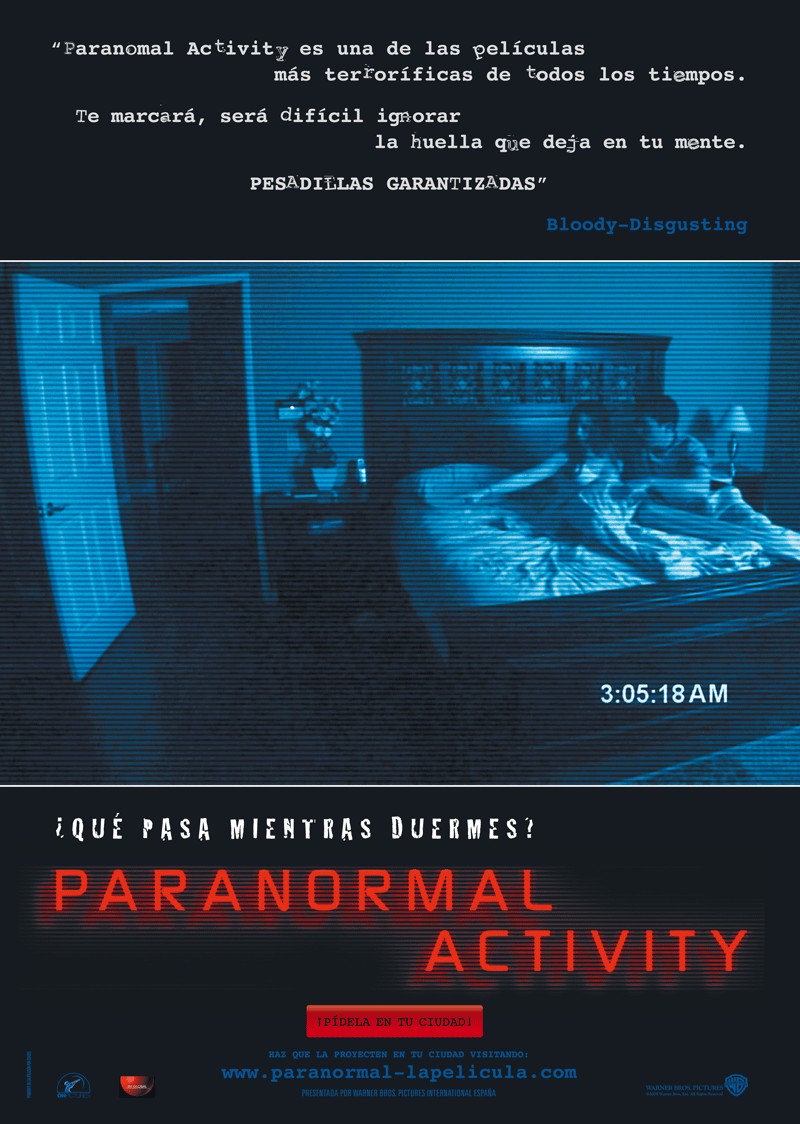 “Paranomal Activity es una de las películas
más terroríficas de todos los tiempos.
Te marcará, será difícil ignorar
la huella que deja en tu mente.
PESADILLAS GARANTIZADAS”
Bloody-Disgusting
3:05:18 AM
¿QUÉ PASA MIENTRAS DUERMES?
PARANORMAL
ACTIVITY
¡PÍDELA EN TU CIUDAD!
HAZ QUE LA PROYECTEN EN TU CIUDAD VISITANDO:
www.paranormal-lapelicula.com
PRESENTADA POR WARNER BROS. PICTURES INTERNATIONAL ESPAÑA
WARNER BROS. PICTURES